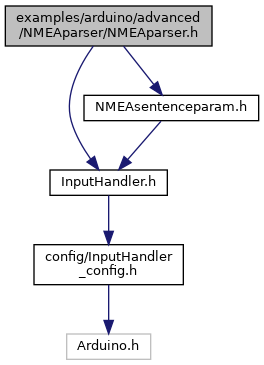 examples/arduino/advanced
/NMEAparser/NMEAparser.h
NMEAsentenceparam.h
InputHandler.h
config/InputHandler
_config.h
Arduino.h